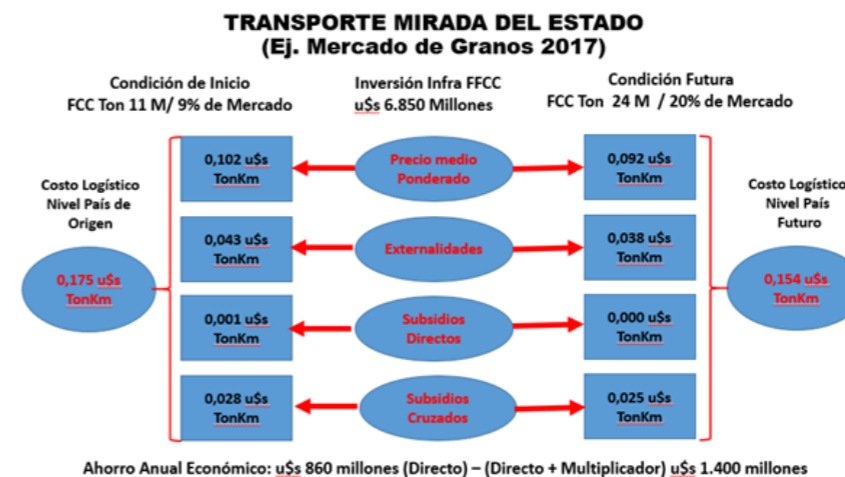 TRANSPORTE MIRADA DEL ESTADO
(Ej. Mercado de Granos 2017)
Condición de Inicio
FCC Ton 11 M/ 9% de Mercado
Inversión Infra FFCC
u$s 6.850 Millones
Condición Futura
FCC Ton 24 M / 20% de Mercado
Costo Logístico
Nivel País de
Origen
0,175 u$s
TonKm
0,102 u$s
TonKm
Precio medio
Ponderado
0,092 u$s
TonKm
0,043 u$s
TonKm
Externalidades
0,038 u$s
TonKm
0,001 u$s
TonKm
Subsidios
Directos
0,000 u$s
TonKm
0,028 u$s
TonKm
Subsidios
Cruzados
0,025 u$s
TonKm
Costo Logístico
Nivel País
Futuro
0,154 u$s
TonKm
Ahorro Anual Económico: u$s 860 millones (Directo) – (Directo + Multiplicador) u$s 1.400 millones